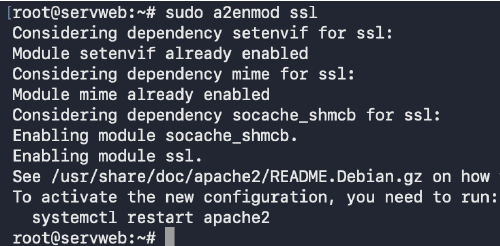 [root@servweb:~# sudo a2enmod ssl
Considering dependency setenvif for ssl:
Module setenvif already enabled
Considering dependency mime for ssl:
Module mime already enabled
Considering dependency socache_shmcb for ssl:
Enabling module socache_shmcb.
Enabling module ssl.
See /usr/share/doc/apache2/README.Debian.gz on how
To activate the new configuration, you need to run:
  systemctl restart apache2
root@servweb:~#